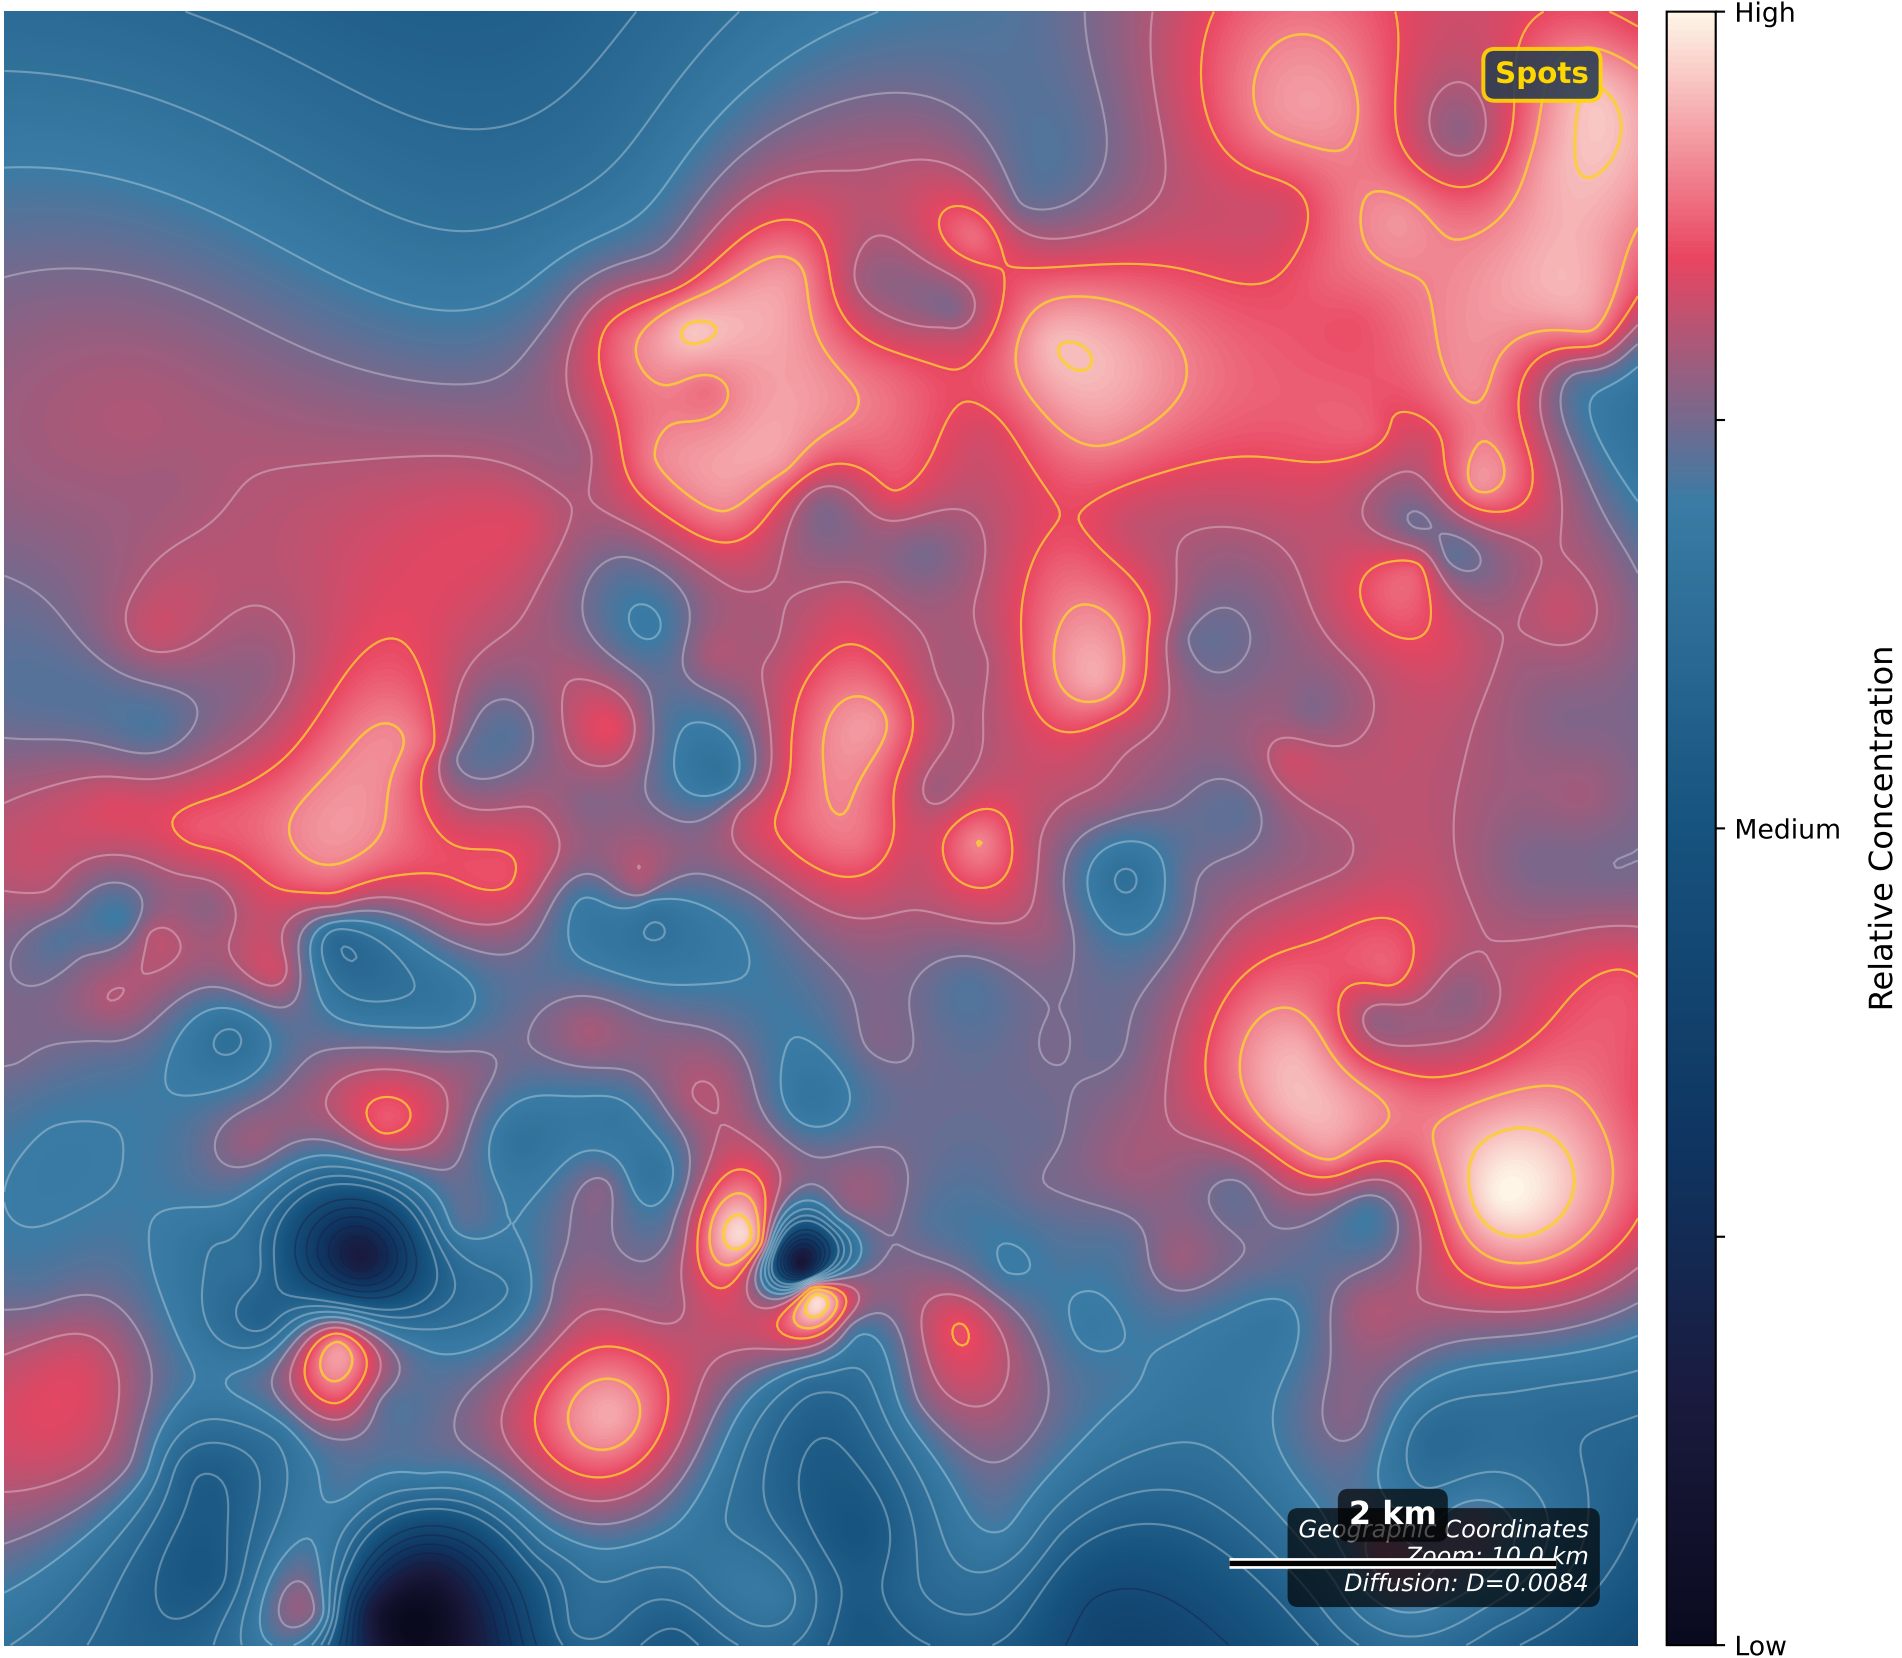 High
Spots
Medium
Relative Concentration
2 km
Geographic Coordinates
Zoom: 10.0 km
Diffusion: D=0.0084
Low